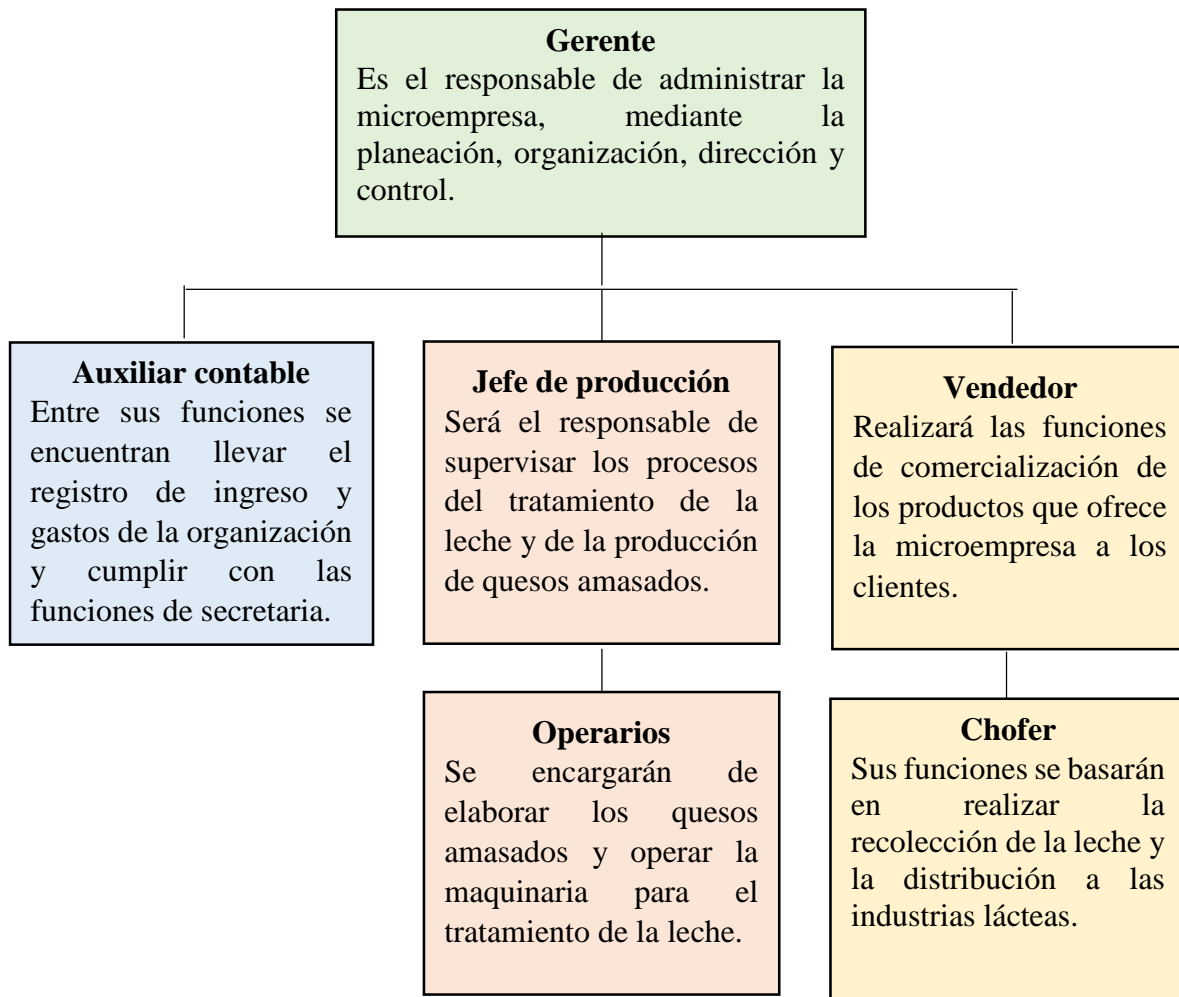 Gerente
Es el responsable de administrar la
microempresa, mediante la
planeación, organización, dirección y
control.
Auxiliar contable
Entre sus funciones se
encuentran llevar el
registro de ingreso y
gastos de la organización
y cumplir con las
funciones de secretaria.
Jefe de producción
Será el responsable de
supervisar los procesos
del tratamiento de la
leche y de la producción
de quesos amasados.
Vendedor
Realizará las funciones
de comercialización de
los productos que ofrece
la microempresa a los
clientes.
Operarios
Se encargarán de
elaborar los quesos
amasados y operar la
maquinaria para el
tratamiento de la leche.
Chofer
Sus funciones se basarán
en realizar la
recolección de la leche y
la distribución a las
industrias lácteas.